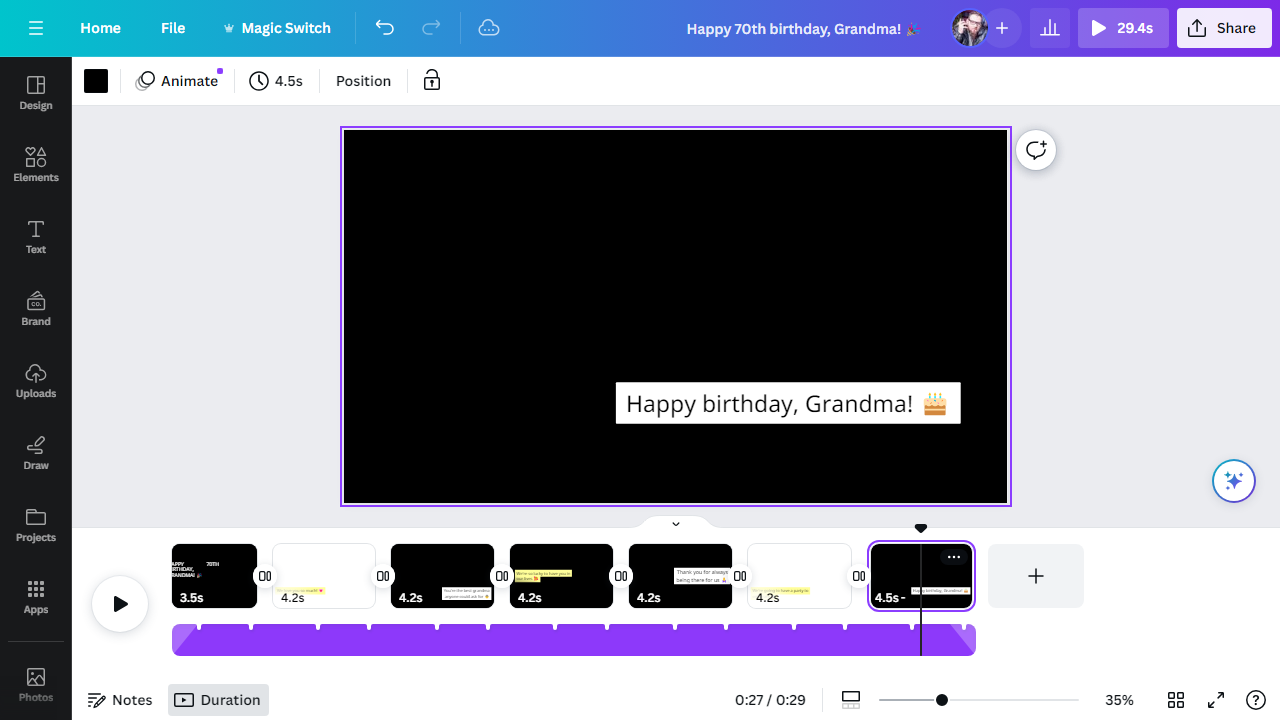 Home File Magic Switch Happy 70th birthday, Grandma! 🎉 29.4s Share
Animate 4.5s Position
Design
Elements
Text
Brand
CO.
Uploads
Draw
Projects
Apps
Photos
Happy birthday, Grandma! 🎂
70TH
3.5s
4.2s
4.2s
4.2s
Thank you for always
being there for us
4.2s
4.2s
4.5s
Happy birthday, Grandma! 🎂
Notes Duration 0:27 / 0:29 35%